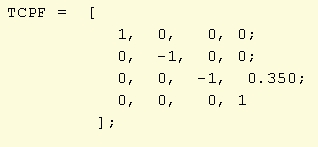 TCPF = [
1, 0, 0, 0;
0, -1, 0, 0;
0, 0, -1, 0.350;
0, 0, 0, 1
];